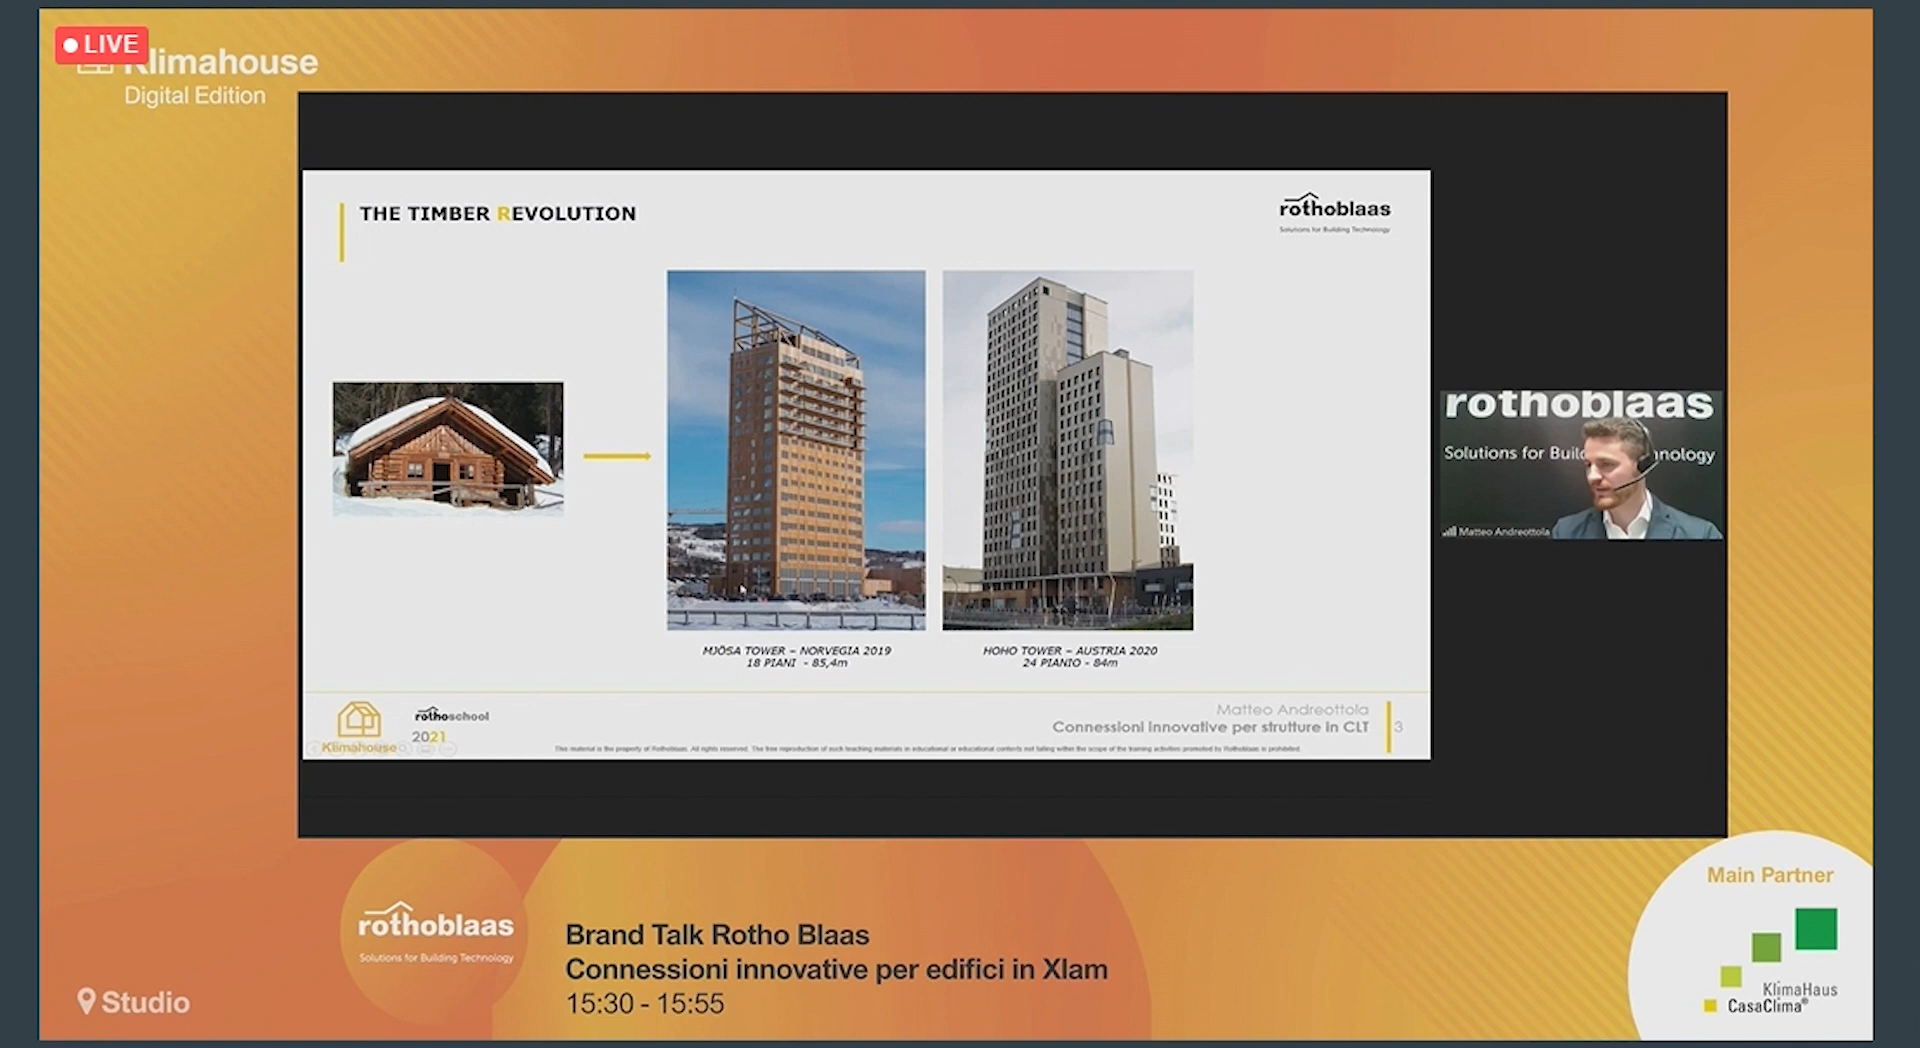 LIVE
Klimahouse
Digital Edition
THE TIMBER REVOLUTION
rothoblaas
Solutions for Building Technology
MJÖSA TOWER – NORVEGIA 2019
18 PIANI - 85,4m
HOHO TOWER – AUSTRIA 2020
24 PIANIO - 84m
rothoblaas
Solutions for Buil
nology
Matteo Andreottola
Klimahouse
rothoschool
2021
Matteo Andreottola
Connessioni innovative per strutture in CLT
3
This material is the property of Rothoblaas. All rights reserved. The free reproduction of such teaching materials in educational or educational contexts not falling within the scope of the training activities promoted by Rothoblaas is prohibited.
rothoblaas
Solutions for Building Technology
Brand Talk Rotho Blaas
Connessioni innovative per edifici in Xlam
15:30 - 15:55
Studio
Main Partner
KlimaHaus
CasaClima®